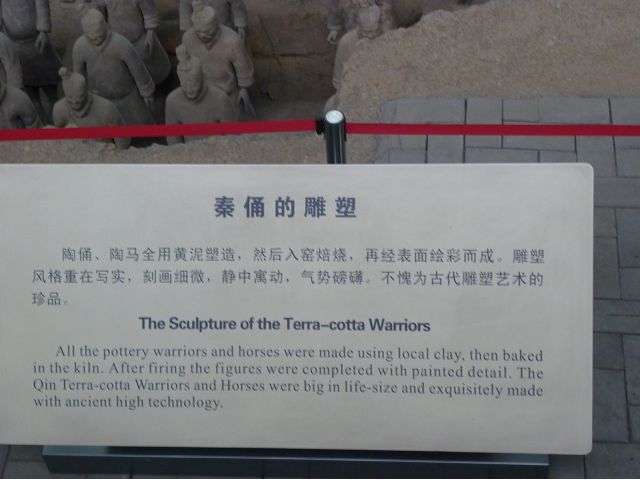 秦俑的雕塑
陶俑、陶马全用黄泥塑造，然后入窑焙烧，再经表面绘彩而成。雕塑
风格重在写实，刻画细微，静中寓动，气势磅礴。不愧为古代雕塑艺术的
珍品。
The Sculpture of the Terra-cotta Warriors
All the pottery warriors and horses were made using local clay, then baked
in the kiln. After firing the figures were completed with painted detail. The
Qin Terra-cotta Warriors and Horses were big in life-size and exquisitely made
with ancient high technology.